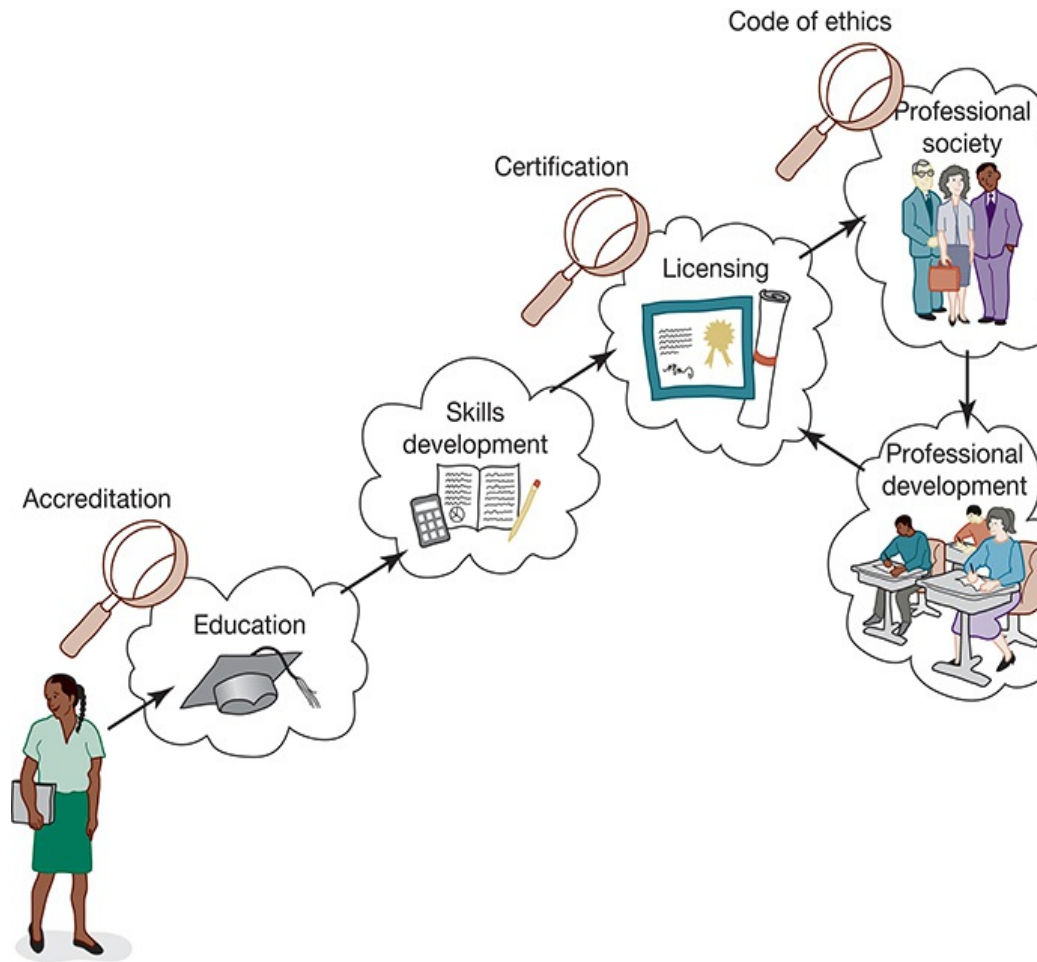 Code of ethics
Professional
society
Certification
Licensing
Skills
development
Professional
development
Accreditation
Education